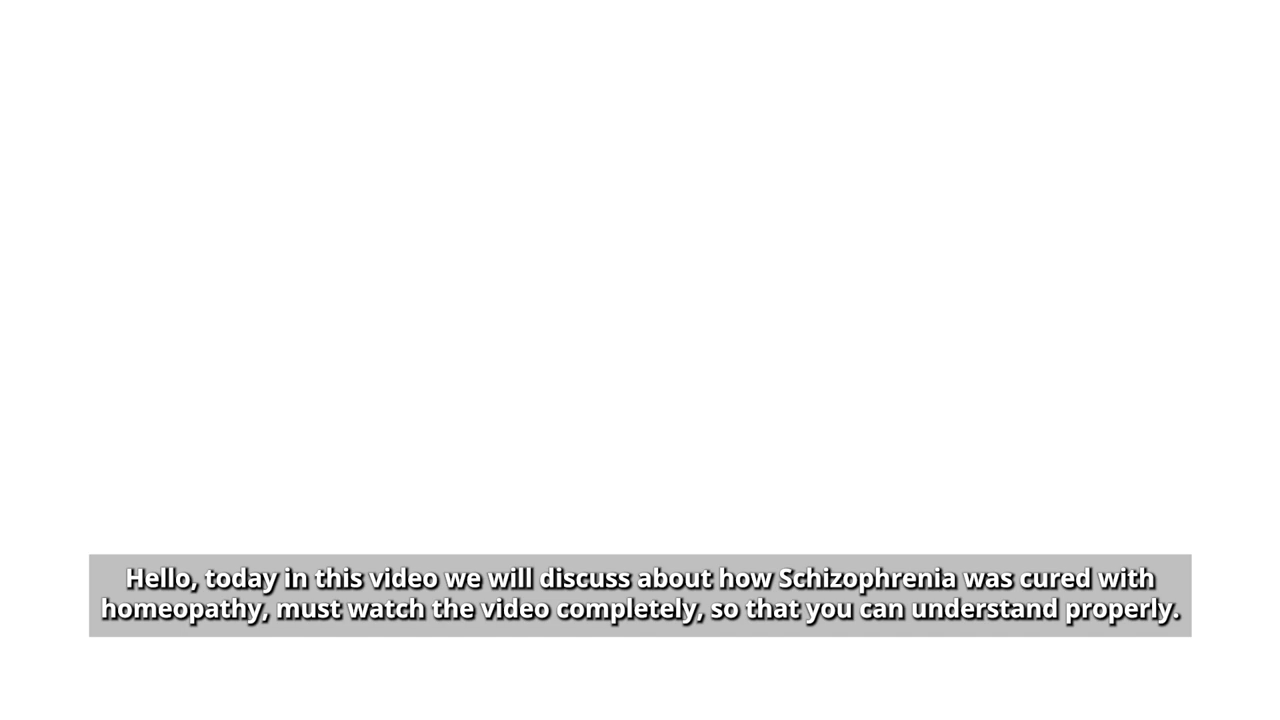 Hello, today in this video we will discuss about how Schizophrenia was cured with
homeopathy, must watch the video completely, so that you can understand properly.